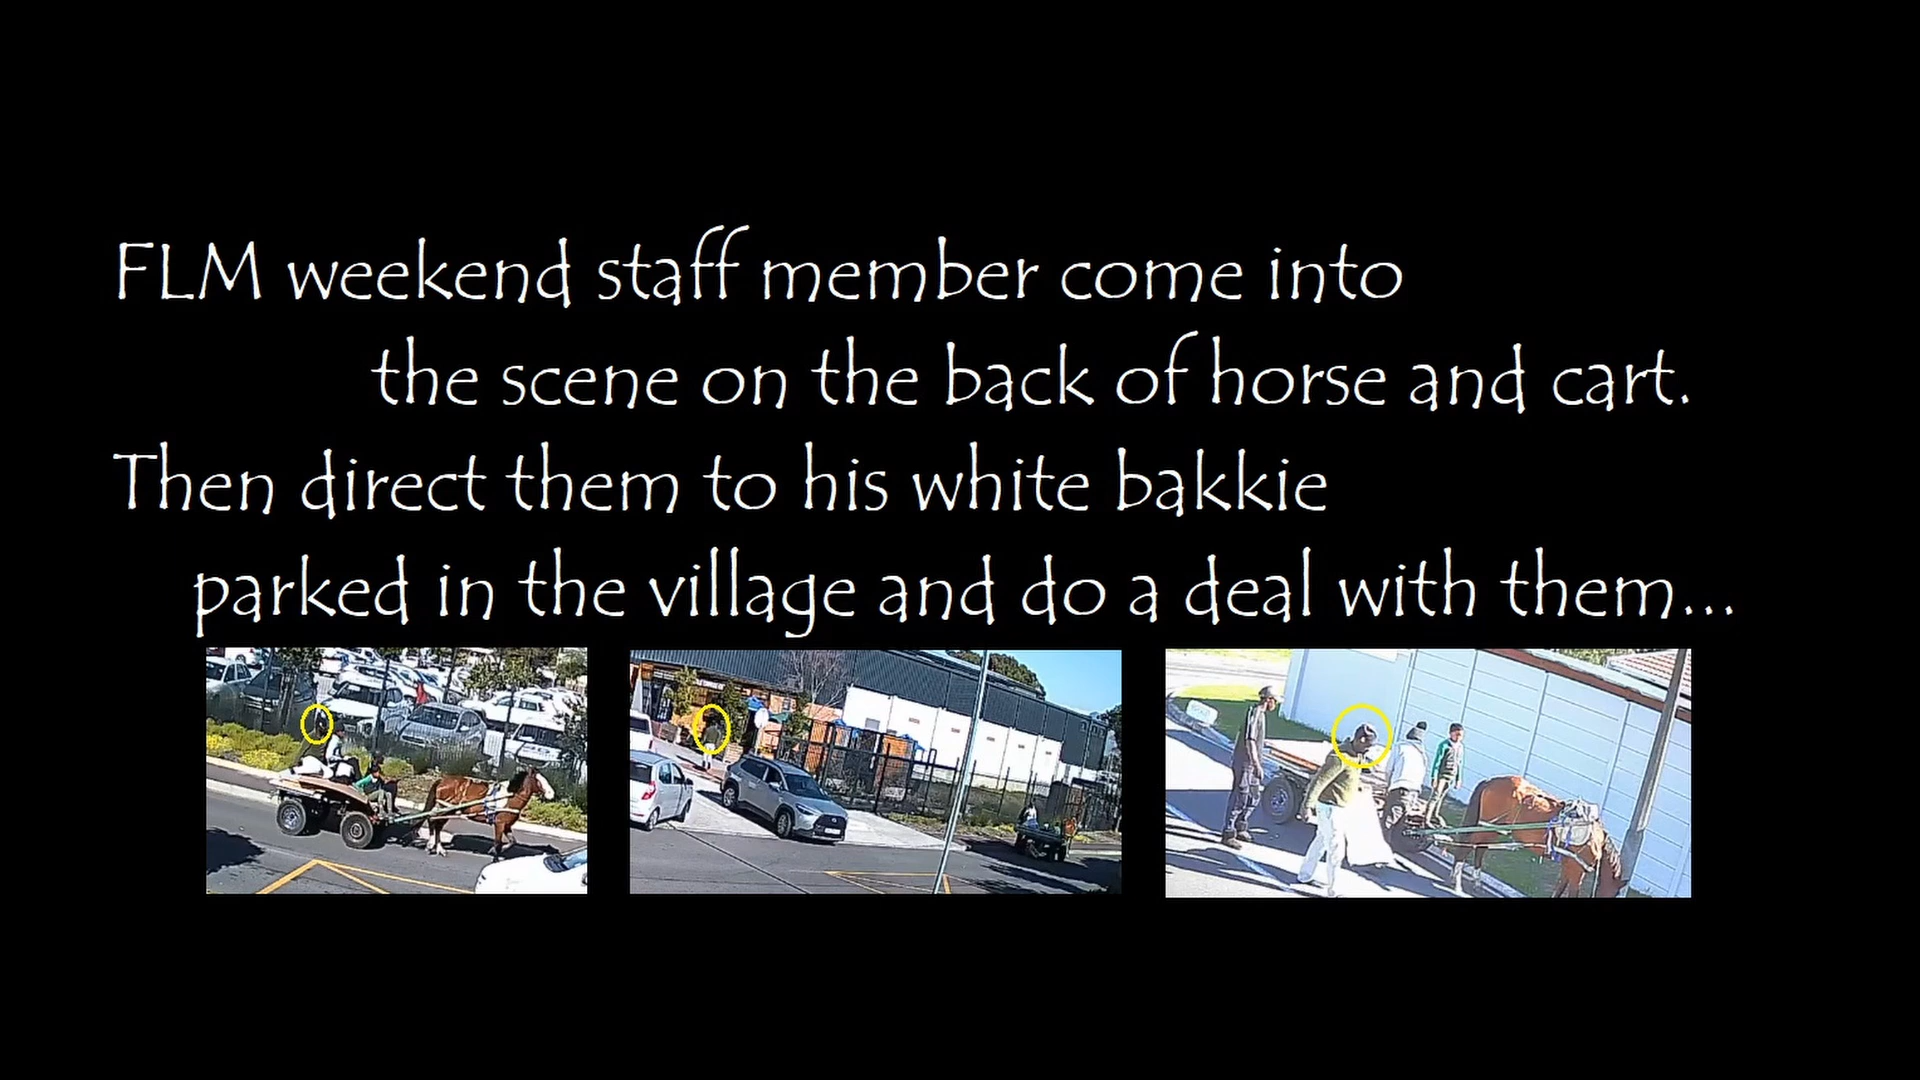 FLM weekend staff member come into
the scene on the back of horse and cart.
Then direct them to his white bakkie
parked in the village and do a deal with them...